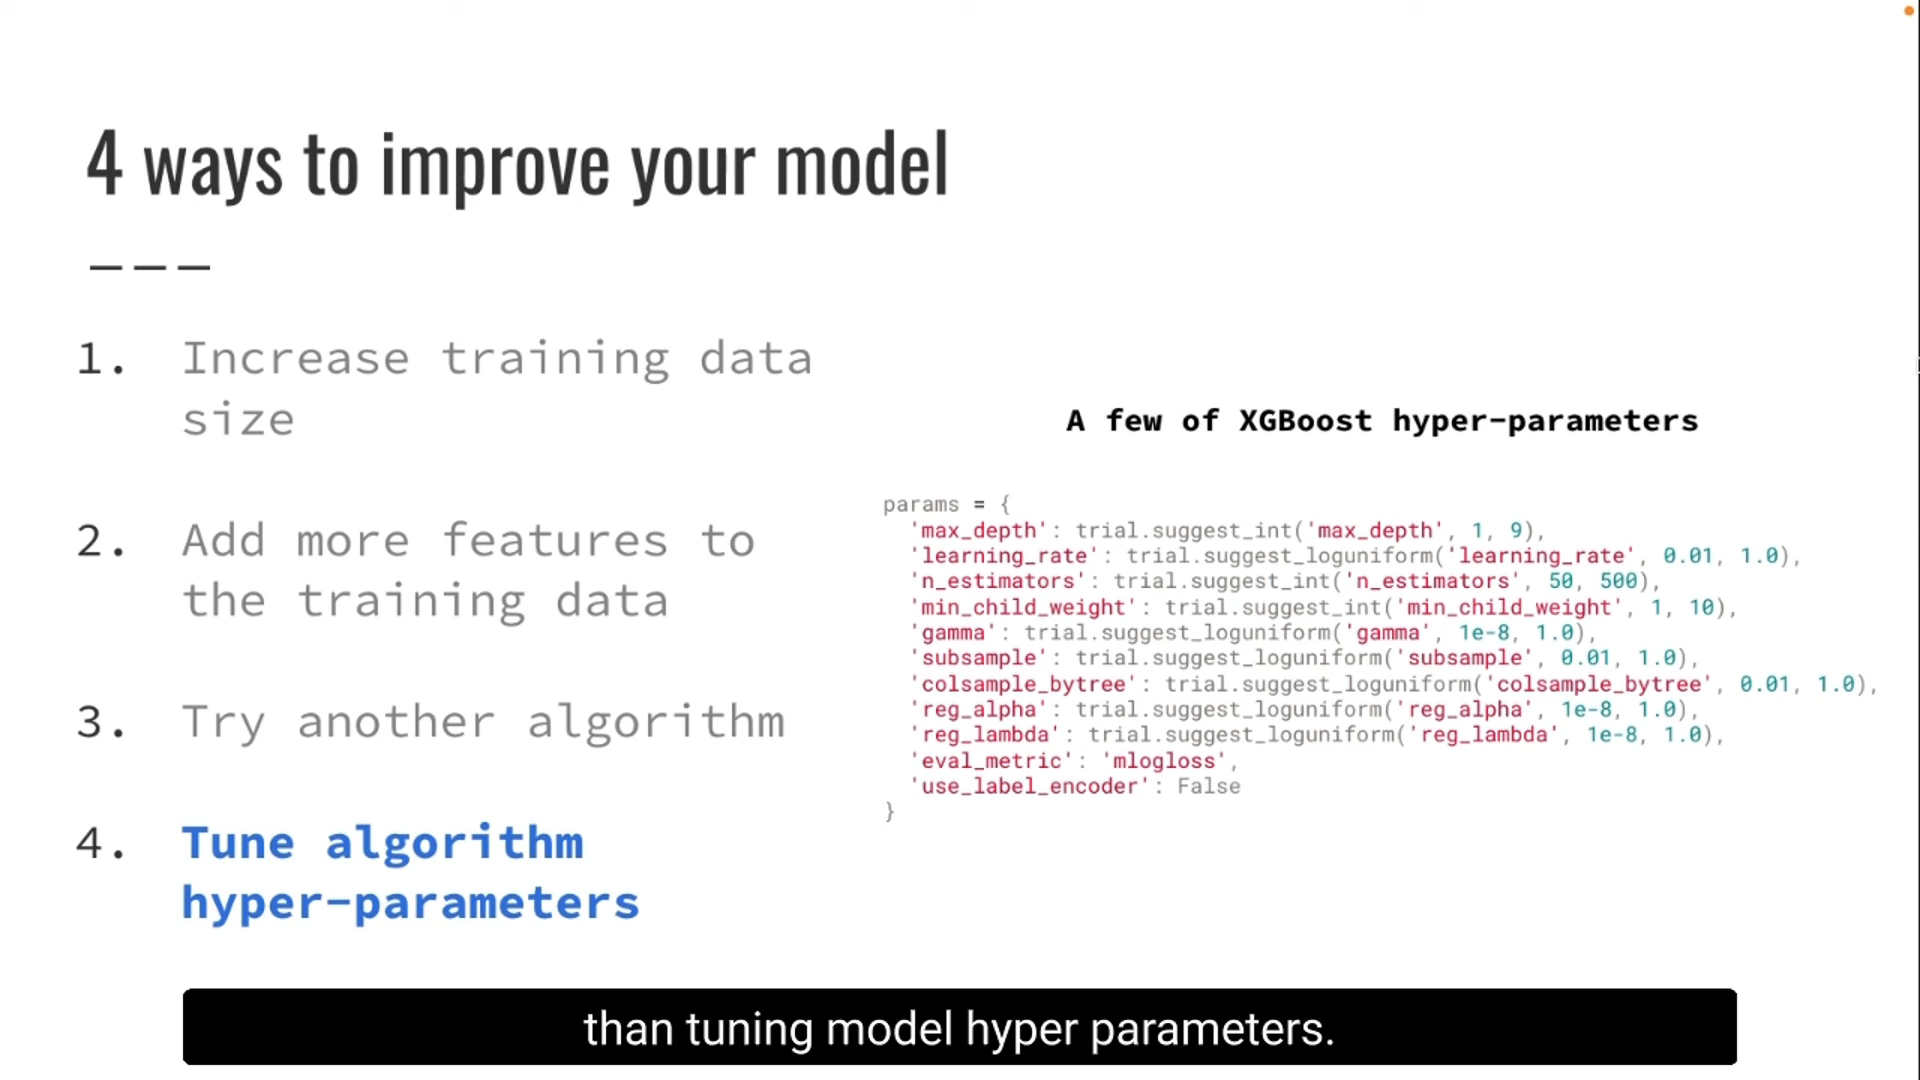 4 ways to improve your model
1. Increase training data
size
2. Add more features to
the training data
3. Try another algorithm
4. Tune algorithm
hyper-parameters
A few of XGBoost hyper-parameters
params = {
'max_depth': trial.suggest_int('max_depth', 1, 9),
'learning_rate': trial.suggest_loguniform('learning_rate', 0.01, 1.0),
'n_estimators': trial.suggest_int('n_estimators', 50, 500),
'min_child_weight': trial.suggest_int('min_child_weight', 1, 10),
'gamma': trial.suggest_loguniform('gamma', 1e-8, 1.0),
'subsample': trial.suggest_loguniform('subsample', 0.01, 1.0),
'colsample_bytree': trial.suggest_loguniform('colsample_bytree', 0.01, 1.0),
'reg_alpha': trial.suggest_loguniform('reg_alpha', 1e-8, 1.0),
'reg_lambda': trial.suggest_loguniform('reg_lambda', 1e-8, 1.0),
'eval_metric': 'mlogloss',
'use_label_encoder': False
}
than tuning model hyper parameters.